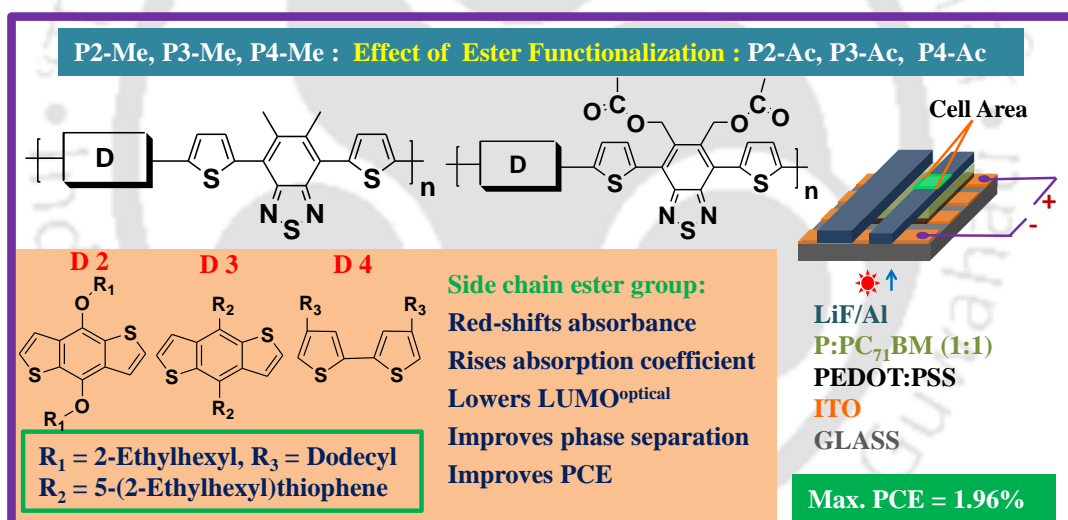 P2-Me, P3-Me, P4-Me : Effect of Ester Functionalization : P2-Ac, P3-Ac, P4-Ac
D
S
N
N
S
S
n
O
C
O
O
C
O
D
S
N
N
S
S
n
Cell Area
+
-
D 2
D 3
D 4
R₁
O
S
S
O
R₁
R₂
S
S
R₂
R₃
R₃
S
S
R₁ = 2-Ethylhexyl, R₃ = Dodecyl
R₂ = 5-(2-Ethylhexyl)thiophene
Side chain ester group:
Red-shifts absorbance
Rises absorption coefficient
Lowers LUMOᵒᵖᵗⁱᶜᵃˡ
Improves phase separation
Improves PCE
LiF/Al
P:PC₇₁BM (1:1)
PEDOT:PSS
ITO
GLASS
Max. PCE = 1.96%